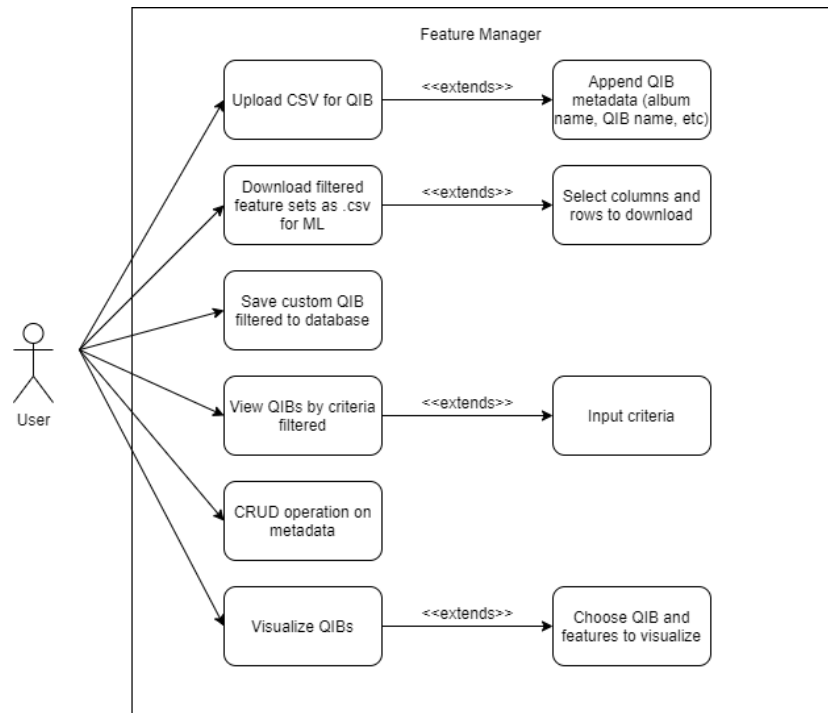 Feature Manager
Upload CSV for QIB
<<extends>>
Append QIB
metadata (album
name, QIB name, etc)
Download filtered
feature sets as .csv
for ML
<<extends>>
Select columns and
rows to download
Save custom QIB
filtered to database
User
View QIBs by criteria
filtered
<<extends>>
Input criteria
CRUD operation on
metadata
Visualize QIBs
<<extends>>
Choose QIB and
features to visualize